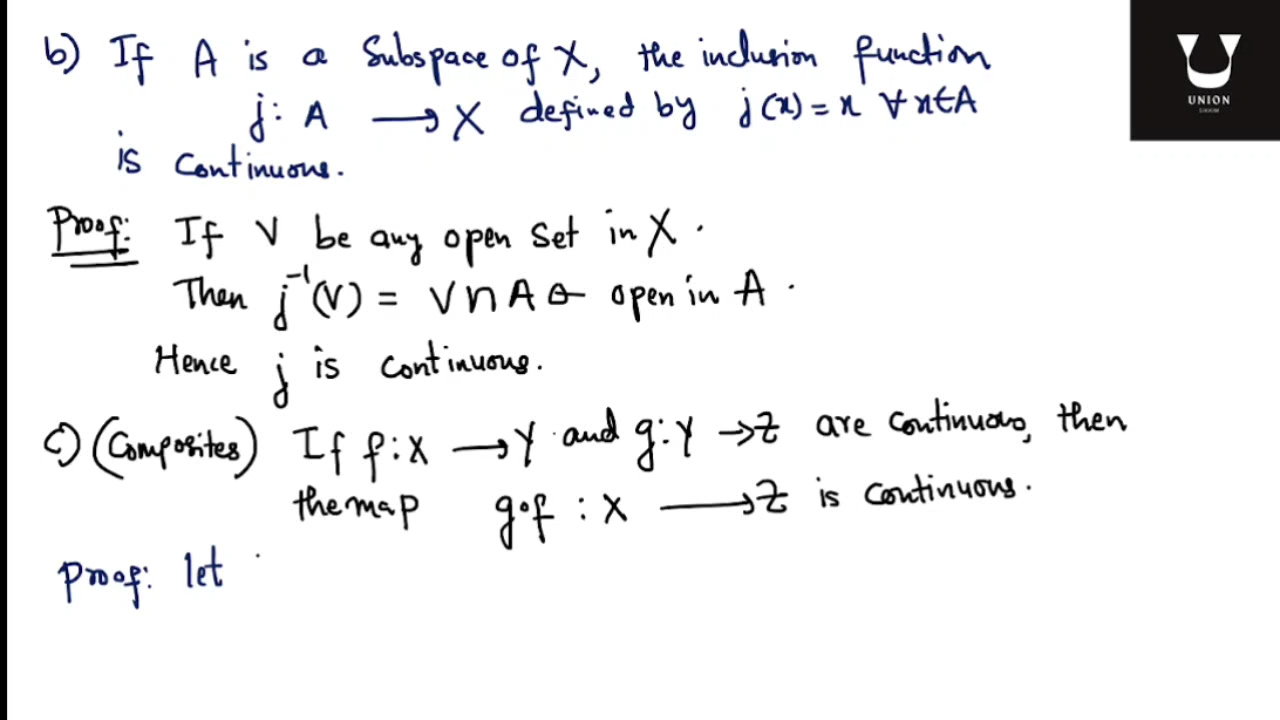 b) If A is a Subspace of X, the inclusion function
j: A ⟶ X defined by j(x) = x ∀ x∈A
is Continuous.
Proof: If V be any open set in X.
Then j⁻¹(V) = V∩A open in A.
Hence j is continuous.
c) (Composites) If f: X ⟶ Y and g: Y → Z are continuous, then
the map g∘f : X ⟶ Z is continuous.
Proof: let
UNION